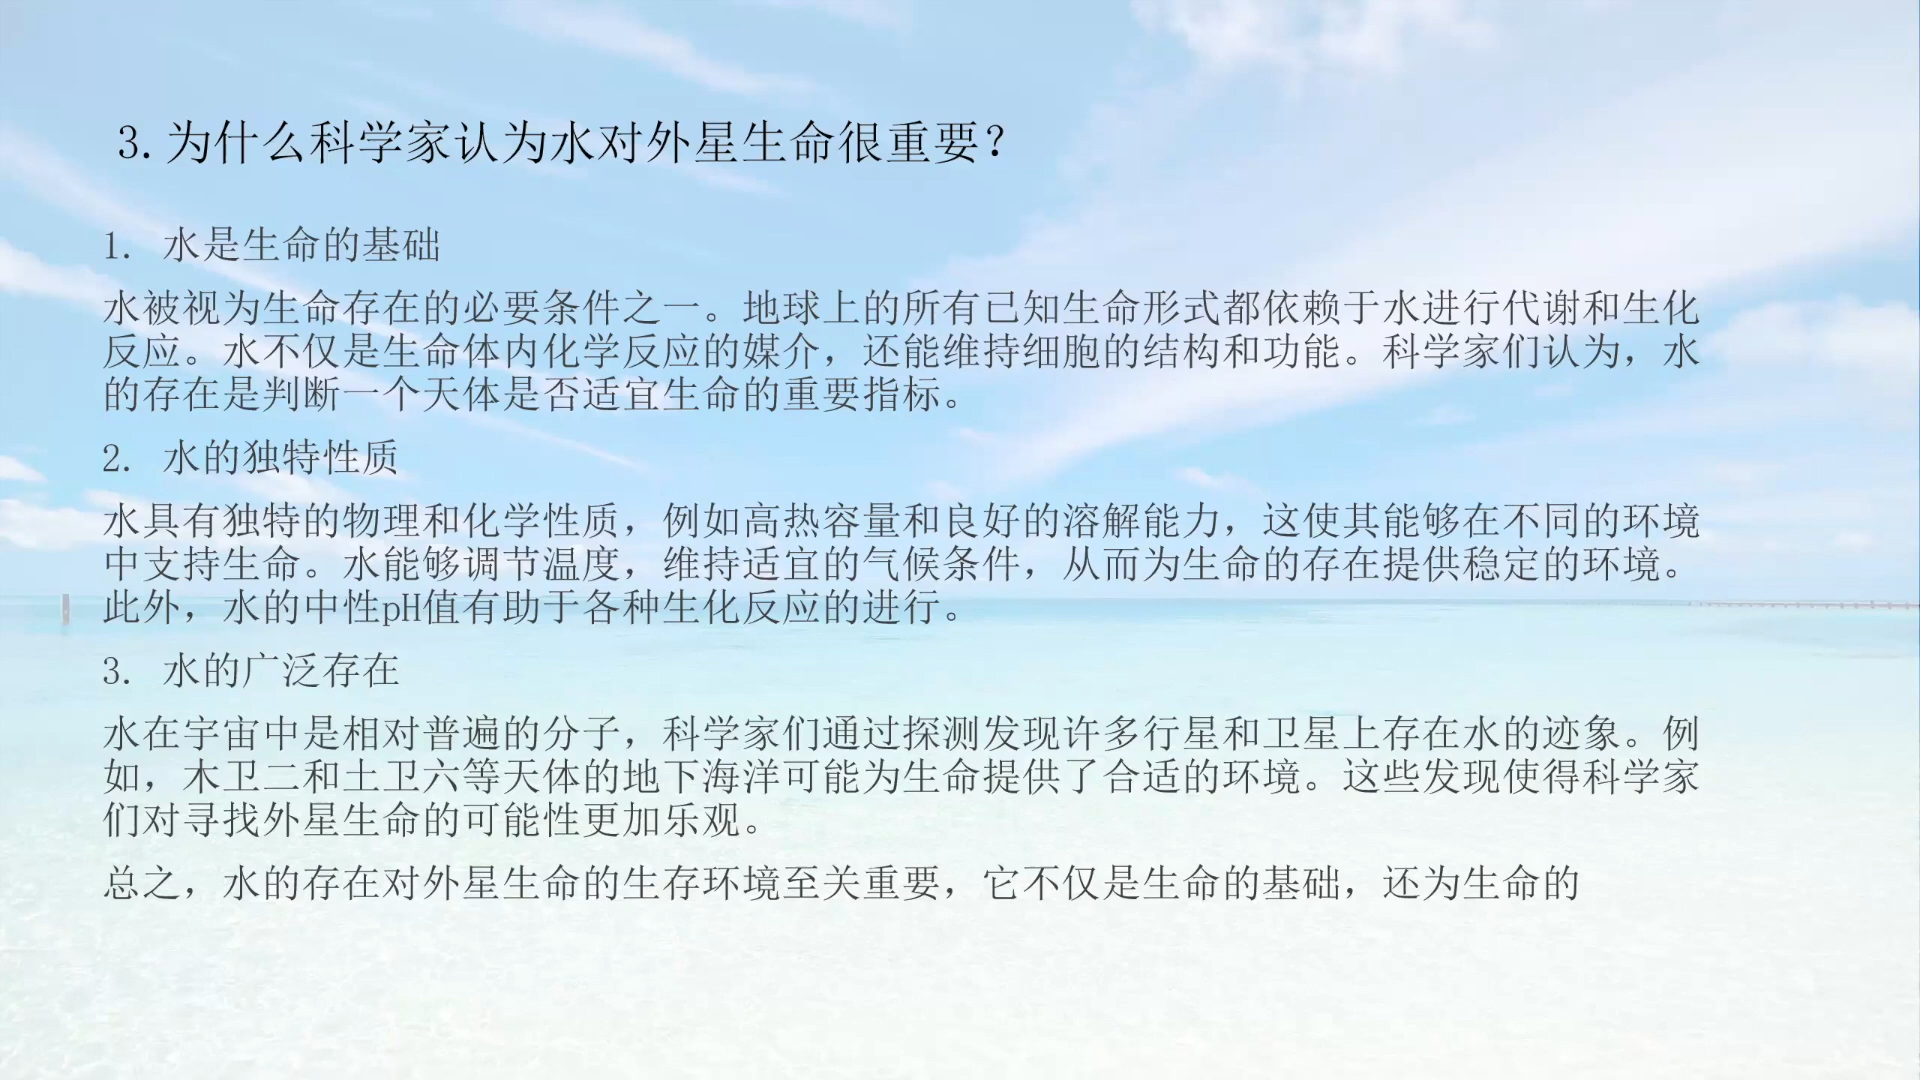 3.为什么科学家认为水对外星生命很重要？
1. 水是生命的基础
水被视为生命存在的必要条件之一。地球上的所有已知生命形式都依赖于水进行代谢和生化
反应。水不仅是生命体内化学反应的媒介，还能维持细胞的结构和功能。科学家们认为，水
的存在是判断一个天体是否适宜生命的重要指标。
2. 水的独特性质
水具有独特的物理和化学性质，例如高热容量和良好的溶解能力，这使其能够在不同的环境
中支持生命。水能够调节温度，维持适宜的气候条件，从而为生命的存在提供稳定的环境。
此外，水的中性pH值有助于各种生化反应的进行。
3. 水的广泛存在
水在宇宙中是相对普遍的分子，科学家们通过探测发现许多行星和卫星上存在水的迹象。例
如，木卫二和土卫六等天体的地下海洋可能为生命提供了合适的环境。这些发现使得科学家
们对寻找外星生命的可能性更加乐观。
总之，水的存在对外星生命的生存环境至关重要，它不仅是生命的基础，还为生命的